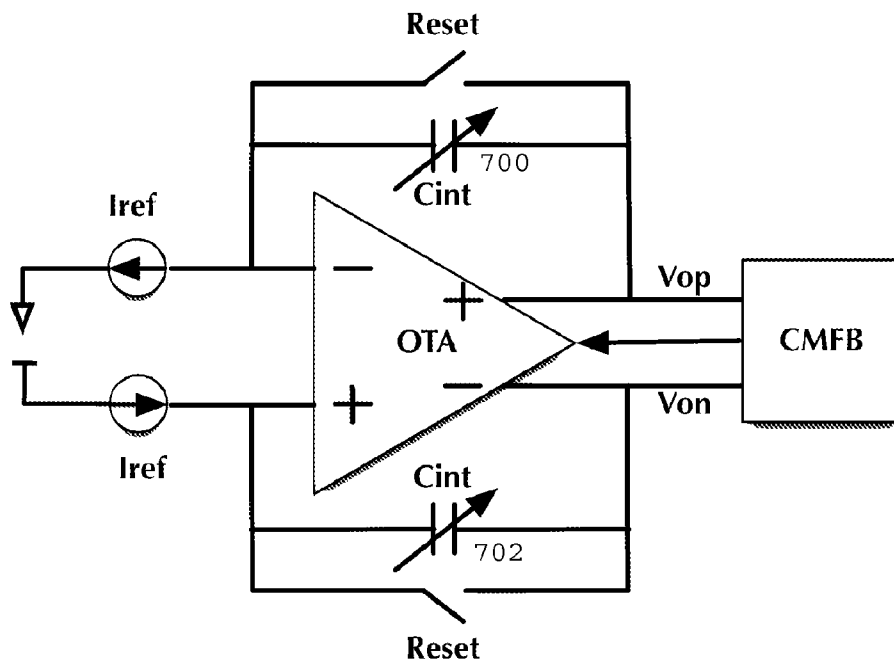 Reset
700
Cint
Iref
Vop
+
−
OTA
CMFB
−
+
Von
Iref
Cint
702
Reset